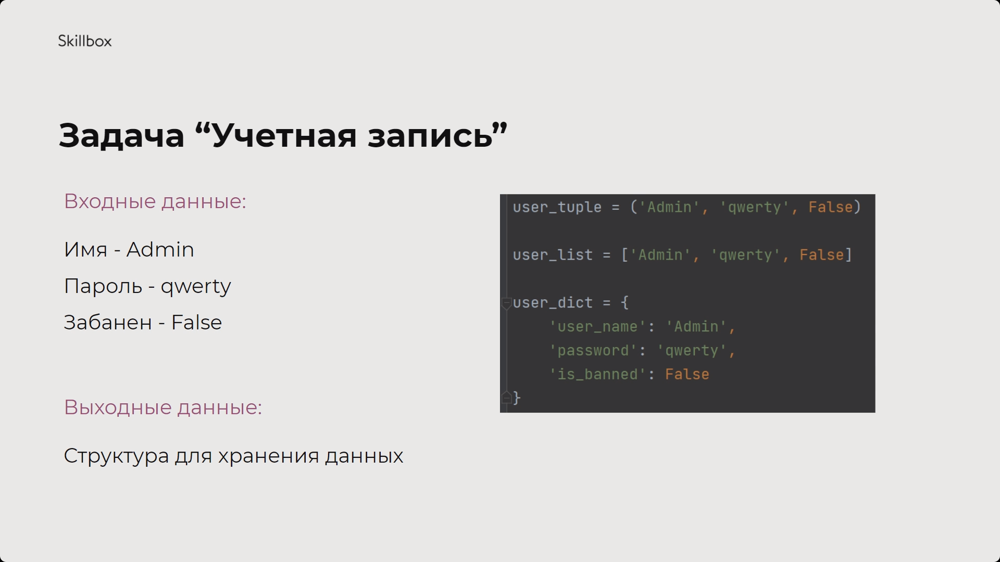 Skillbox
Задача “Учетная запись”
Входные данные:
Имя - Admin
Пароль - qwerty
Забанен - False
Выходные данные:
Структура для хранения данных
user_tuple = ('Admin', 'qwerty', False)
user_list = ['Admin', 'qwerty', False]
user_dict = {
    'user_name': 'Admin',
    'password': 'qwerty',
    'is_banned': False
}